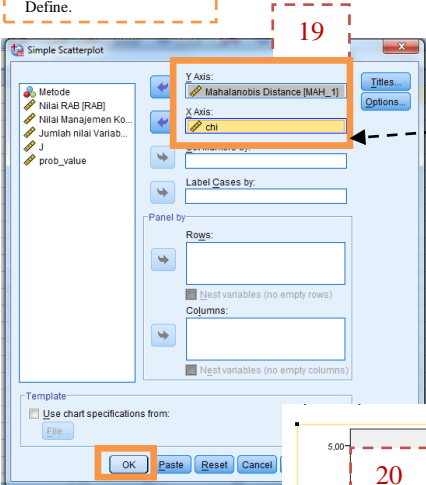 Define.
19
Simple Scatterplot
Metode
Nilai RAB [RAB]
Nilai Manajemen Ko...
Jumlah nilai Variab...
J
prob_value
Y Axis:
Mahalanobis Distance [MAH_1]
X Axis:
chi
Label Cases by:
Titles...
Options...
Panel by
Rows:
Nest variables (no empty rows)
Columns:
Nest variables (no empty columns)
Template
Use chart specifications from:
File...
OK Paste Reset Cancel
5,00
20